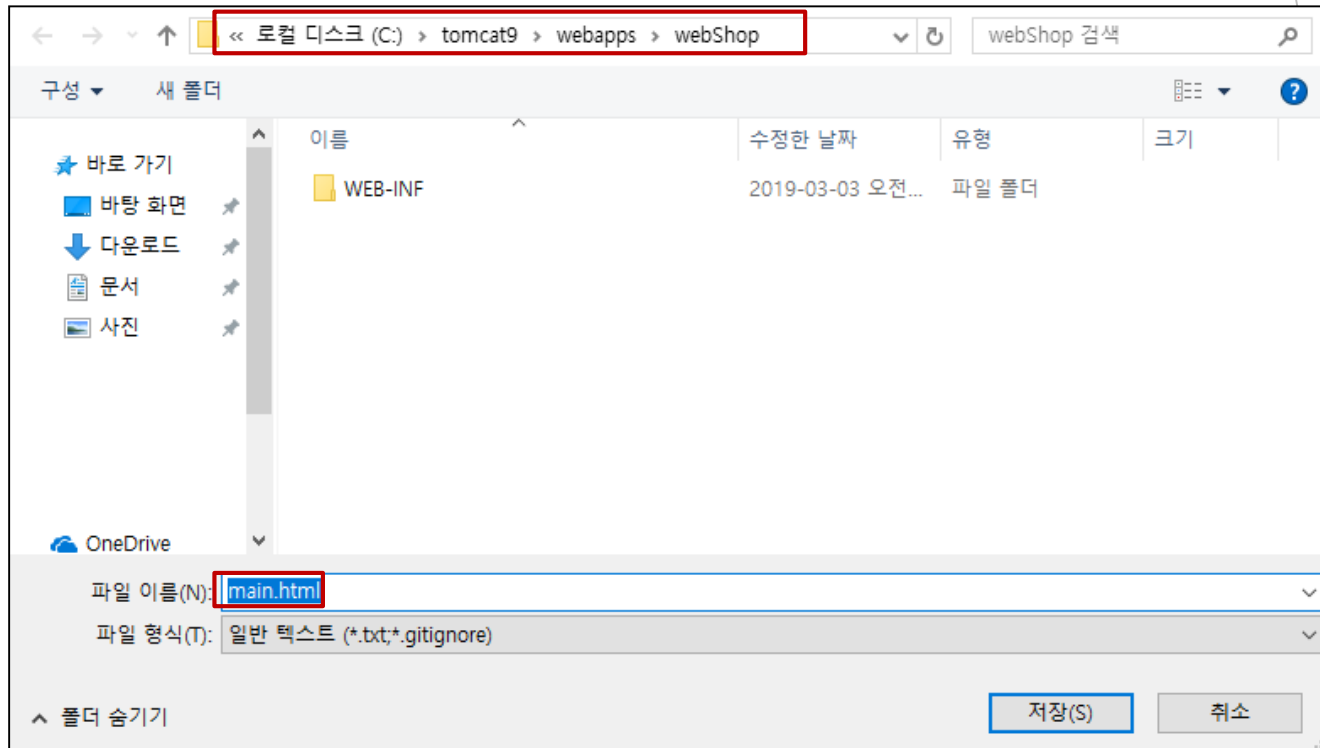 « 로컬 디스크 (C:) › tomcat9 › webapps › webShop webShop 검색
구성 새 폴더 ?
이름 수정한 날짜 유형 크기
바로 가기
WEB-INF 2019-03-03 오전... 파일 폴더
바탕 화면
다운로드
문서
사진
OneDrive
파일 이름(N): main.html
파일 형식(T): 일반 텍스트 (*.txt;*.gitignore)
폴더 숨기기 저장(S) 취소